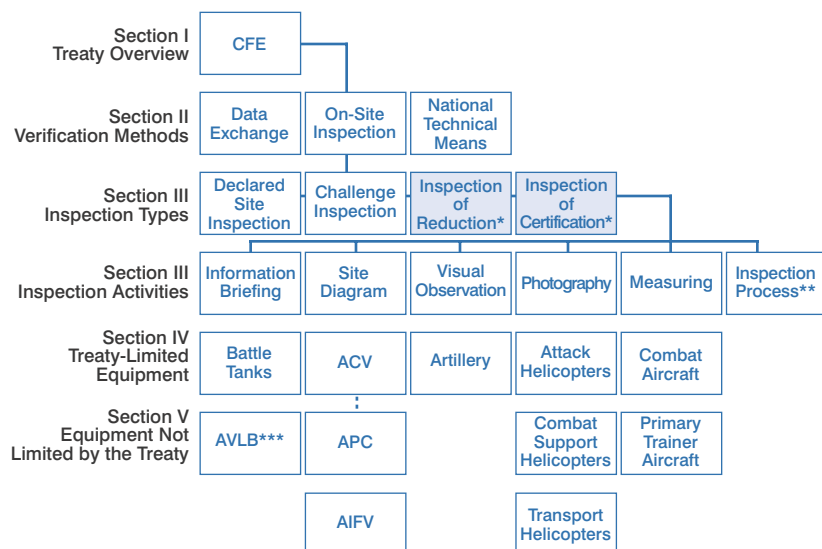 Section I
Treaty Overview
CFE
Section II
Verification Methods
Data
Exchange
On-Site
Inspection
National
Technical
Means
Section III
Inspection Types
Declared
Site
Inspection
Challenge
Inspection
Inspection
of
Reduction*
Inspection
of
Certification*
Section III
Inspection Activities
Information
Briefing
Site
Diagram
Visual
Observation
Photography
Measuring
Inspection
Process**
Section IV
Treaty-Limited
Equipment
Battle
Tanks
ACV
Artillery
Attack
Helicopters
Combat
Aircraft
Section V
Equipment Not
Limited by the Treaty
AVLB***
APC
Combat
Support
Helicopters
Primary
Trainer
Aircraft
AIFV
Transport
Helicopters